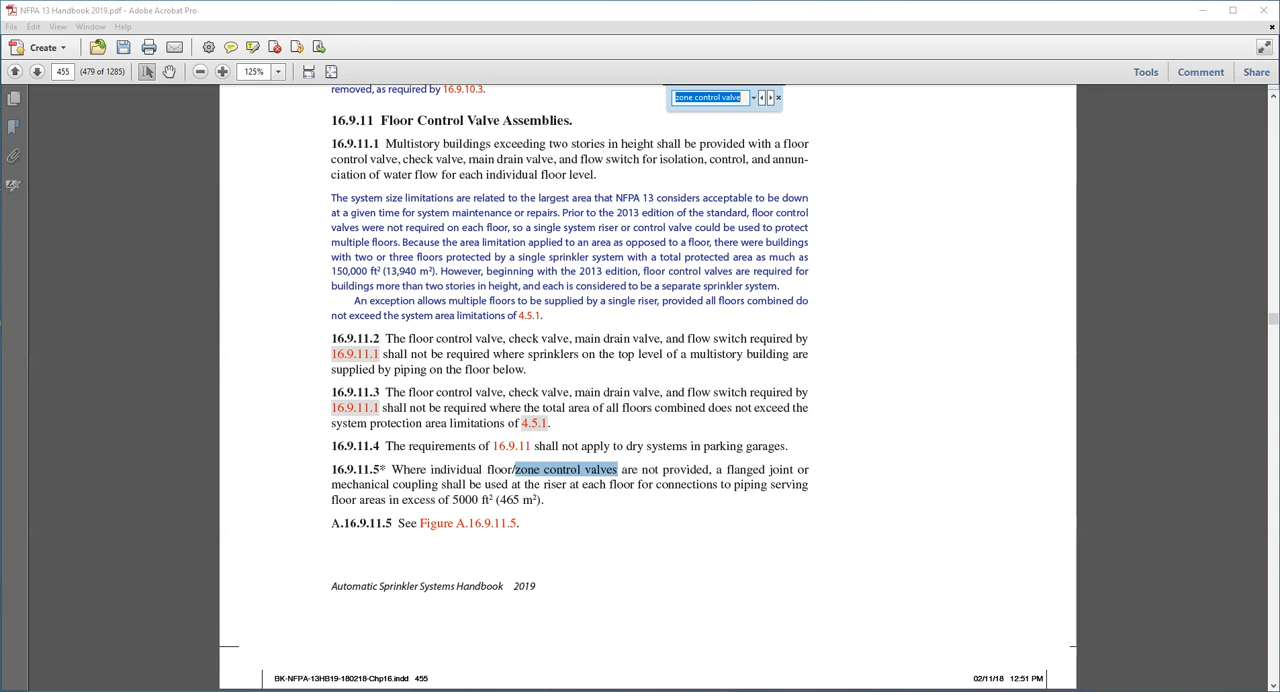 NFPA 13 Handbook 2019.pdf - Adobe Acrobat Pro
File Edit View Window Help
Create
455 (479 of 1285) 125% Tools Comment Share
removed, as required by 16.9.10.3.
zone control valve
16.9.11 Floor Control Valve Assemblies.
16.9.11.1 Multistory buildings exceeding two stories in height shall be provided with a floor
control valve, check valve, main drain valve, and flow switch for isolation, control, and annun-
ciation of water flow for each individual floor level.
The system size limitations are related to the largest area that NFPA 13 considers acceptable to be down
at a given time for system maintenance or repairs. Prior to the 2013 edition of the standard, floor control
valves were not required on each floor, so a single system riser or control valve could be used to protect
multiple floors. Because the area limitation applied to an area as opposed to a floor, there were buildings
with two or three floors protected by a single sprinkler system with a total protected area as much as
150,000 ft² (13,940 m²). However, beginning with the 2013 edition, floor control valves are required for
buildings more than two stories in height, and each is considered to be a separate sprinkler system.
An exception allows multiple floors to be supplied by a single riser, provided all floors combined do
not exceed the system area limitations of 4.5.1.
16.9.11.2 The floor control valve, check valve, main drain valve, and flow switch required by
16.9.11.1 shall not be required where sprinklers on the top level of a multistory building are
supplied by piping on the floor below.
16.9.11.3 The floor control valve, check valve, main drain valve, and flow switch required by
16.9.11.1 shall not be required where the total area of all floors combined does not exceed the
system protection area limitations of 4.5.1.
16.9.11.4 The requirements of 16.9.11 shall not apply to dry systems in parking garages.
16.9.11.5* Where individual floor/zone control valves are not provided, a flanged joint or
mechanical coupling shall be used at the riser at each floor for connections to piping serving
floor areas in excess of 5000 ft² (465 m²).
A.16.9.11.5 See Figure A.16.9.11.5.
Automatic Sprinkler Systems Handbook 2019
BK-NFPA-13HB19-180218-Chp16.indd 455 02/11/18 12:51 PM